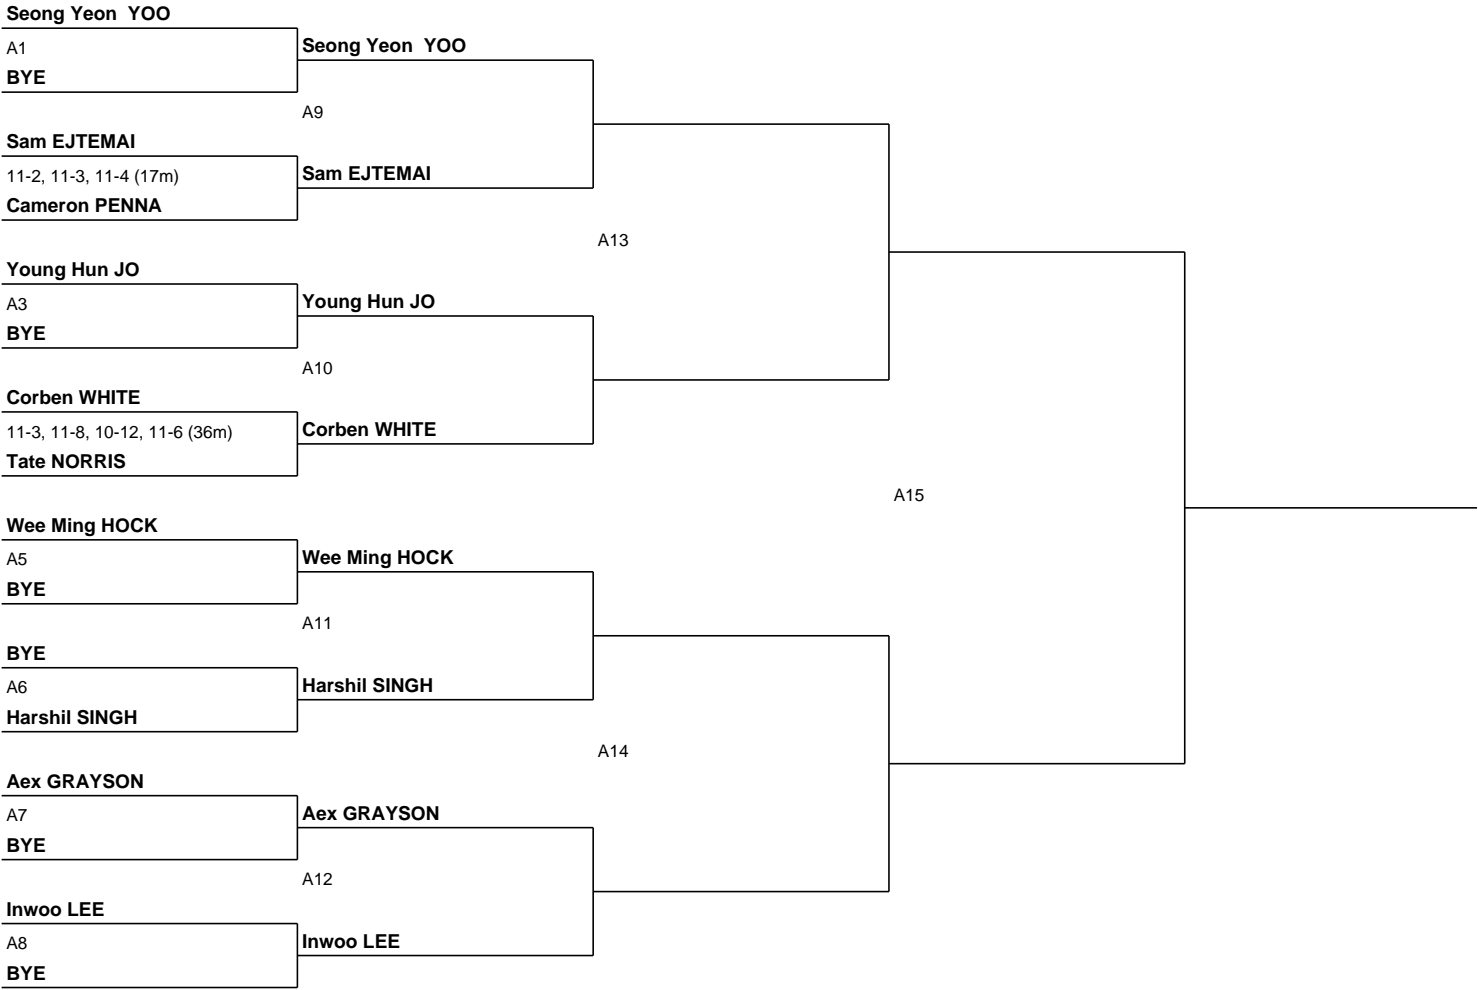 Seong Yeon  YOO
A1
BYE
Sam EJTEMAI
11-2, 11-3, 11-4 (17m)
Cameron PENNA
Young Hun JO
A3
BYE
Corben WHITE
11-3, 11-8, 10-12, 11-6 (36m)
Tate NORRIS
Wee Ming HOCK
A5
BYE
BYE
A6
Harshil SINGH
Aex GRAYSON
A7
BYE
Inwoo LEE
A8
BYE
Seong Yeon  YOO
A9
Sam EJTEMAI
Young Hun JO
A10
Corben WHITE
Wee Ming HOCK
A11
Harshil SINGH
Aex GRAYSON
A12
Inwoo LEE
A13
A14
A15